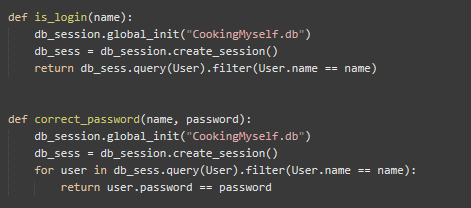 def is_login(name):
    db_session.global_init("CookingMyself.db")
    db_sess = db_session.create_session()
    return db_sess.query(User).filter(User.name == name)
def correct_password(name, password):
    db_session.global_init("CookingMyself.db")
    db_sess = db_session.create_session()
    for user in db_sess.query(User).filter(User.name == name):
        return user.password == password